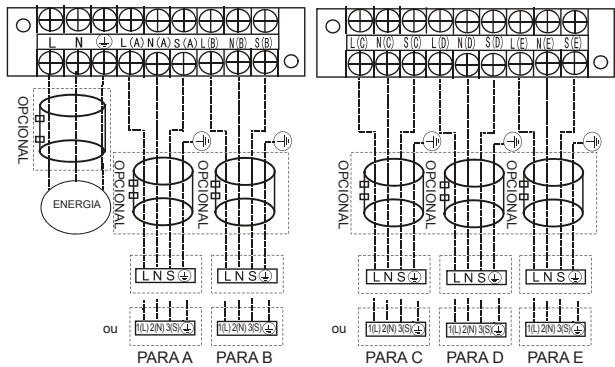 L N L(A) N(A) S(A) L(B) N(B) S(B)
L(C) N(C) S(C) L(D) N(D) S(D) L(E) N(E) S(E)
OPCIONAL
ENERGIA
OPCIONAL
OPCIONAL
OPCIONAL
OPCIONAL
OPCIONAL
L N S
L N S
L N S
L N S
L N S
ou
1(L) 2(N) 3(S)
1(L) 2(N) 3(S)
ou
1(L) 2(N) 3(S)
1(L) 2(N) 3(S)
1(L) 2(N) 3(S)
PARA A
PARA B
PARA C
PARA D
PARA E